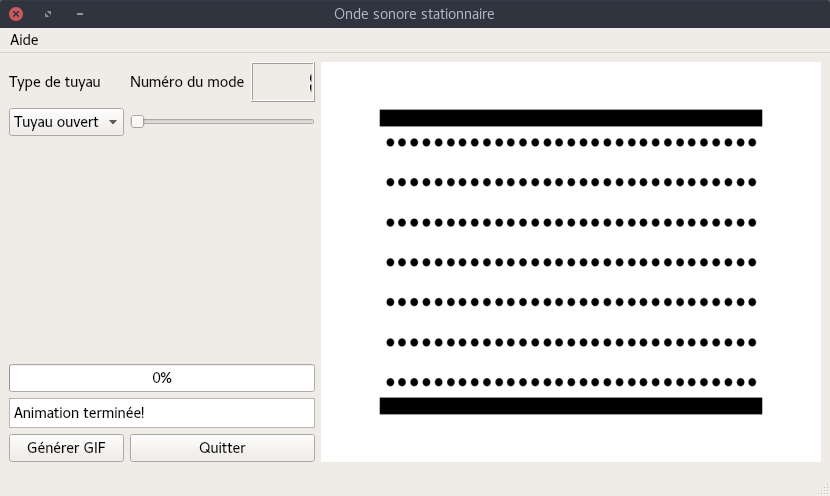 Onde sonore stationnaire
Aide
Type de tuyau
Numéro du mode
Tuyau ouvert
0%
Animation terminée!
Générer GIF
Quitter